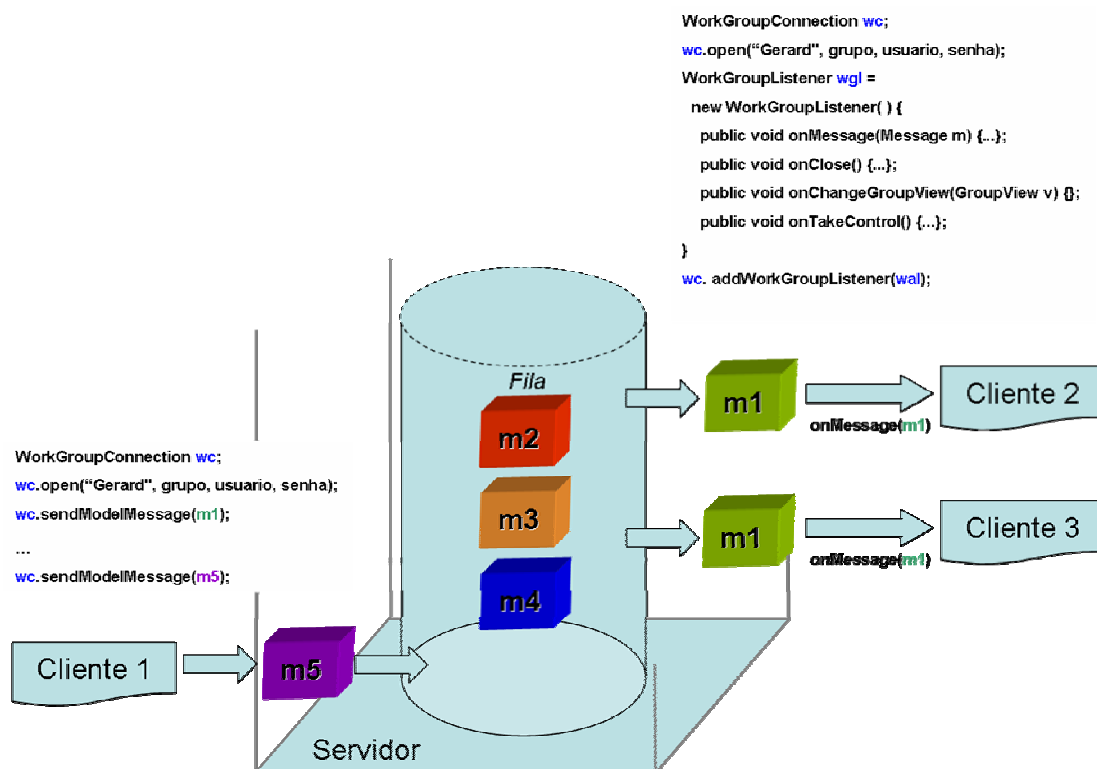 WorkGroupConnection wc;
wc.open(“Gerard", grupo, usuario, senha);
WorkGroupListener wgl =
new WorkGroupListener( ) {
public void onMessage(Message m) {...};
public void onClose() {...};
public void onChangeGroupView(GroupView v) {};
public void onTakeControl() {...};
}
wc. addWorkGroupListener(wal);
Fila
m2
m3
m4
m1
onMessage(m1)
Cliente 2
m1
onMessage(m1)
Cliente 3
WorkGroupConnection wc;
wc.open(“Gerard", grupo, usuario, senha);
wc.sendModelMessage(m1);
...
wc.sendModelMessage(m5);
Cliente 1
m5
Servidor